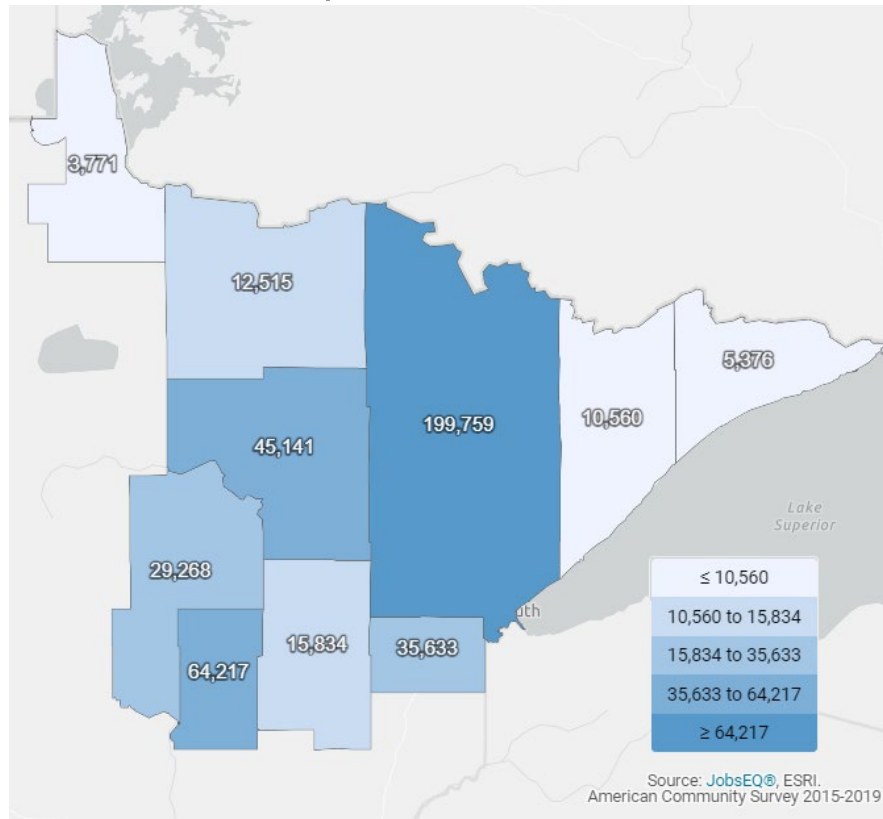 3,771
12,515
5,376
10,560
199,759
45,141
Lake
Superior
29,268
≤ 10,560
uth
10,560 to 15,834
15,834
35,633
15,834 to 35,633
64,217
35,633 to 64,217
≥ 64,217
Source: JobsEQ®, ESRI.
American Community Survey 2015-2019